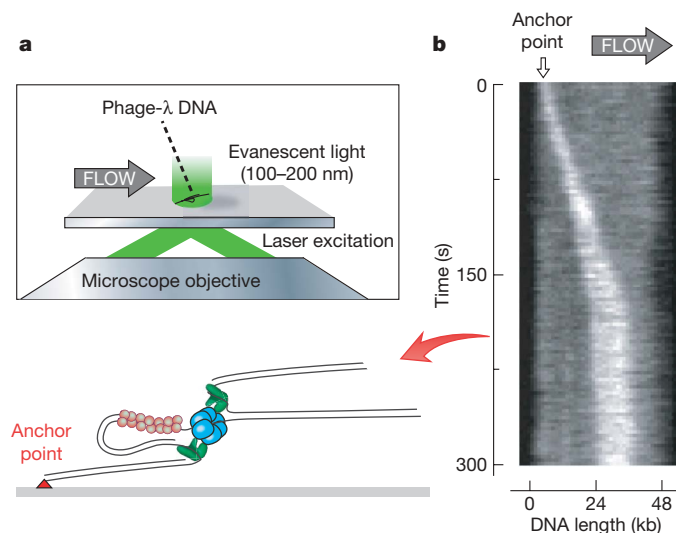 a
Phage-λ DNA
FLOW
Evanescent light
(100–200 nm)
Laser excitation
Microscope objective
Anchor
point
b
Anchor
point
FLOW
0
150
300
Time (s)
0 24 48
DNA length (kb)